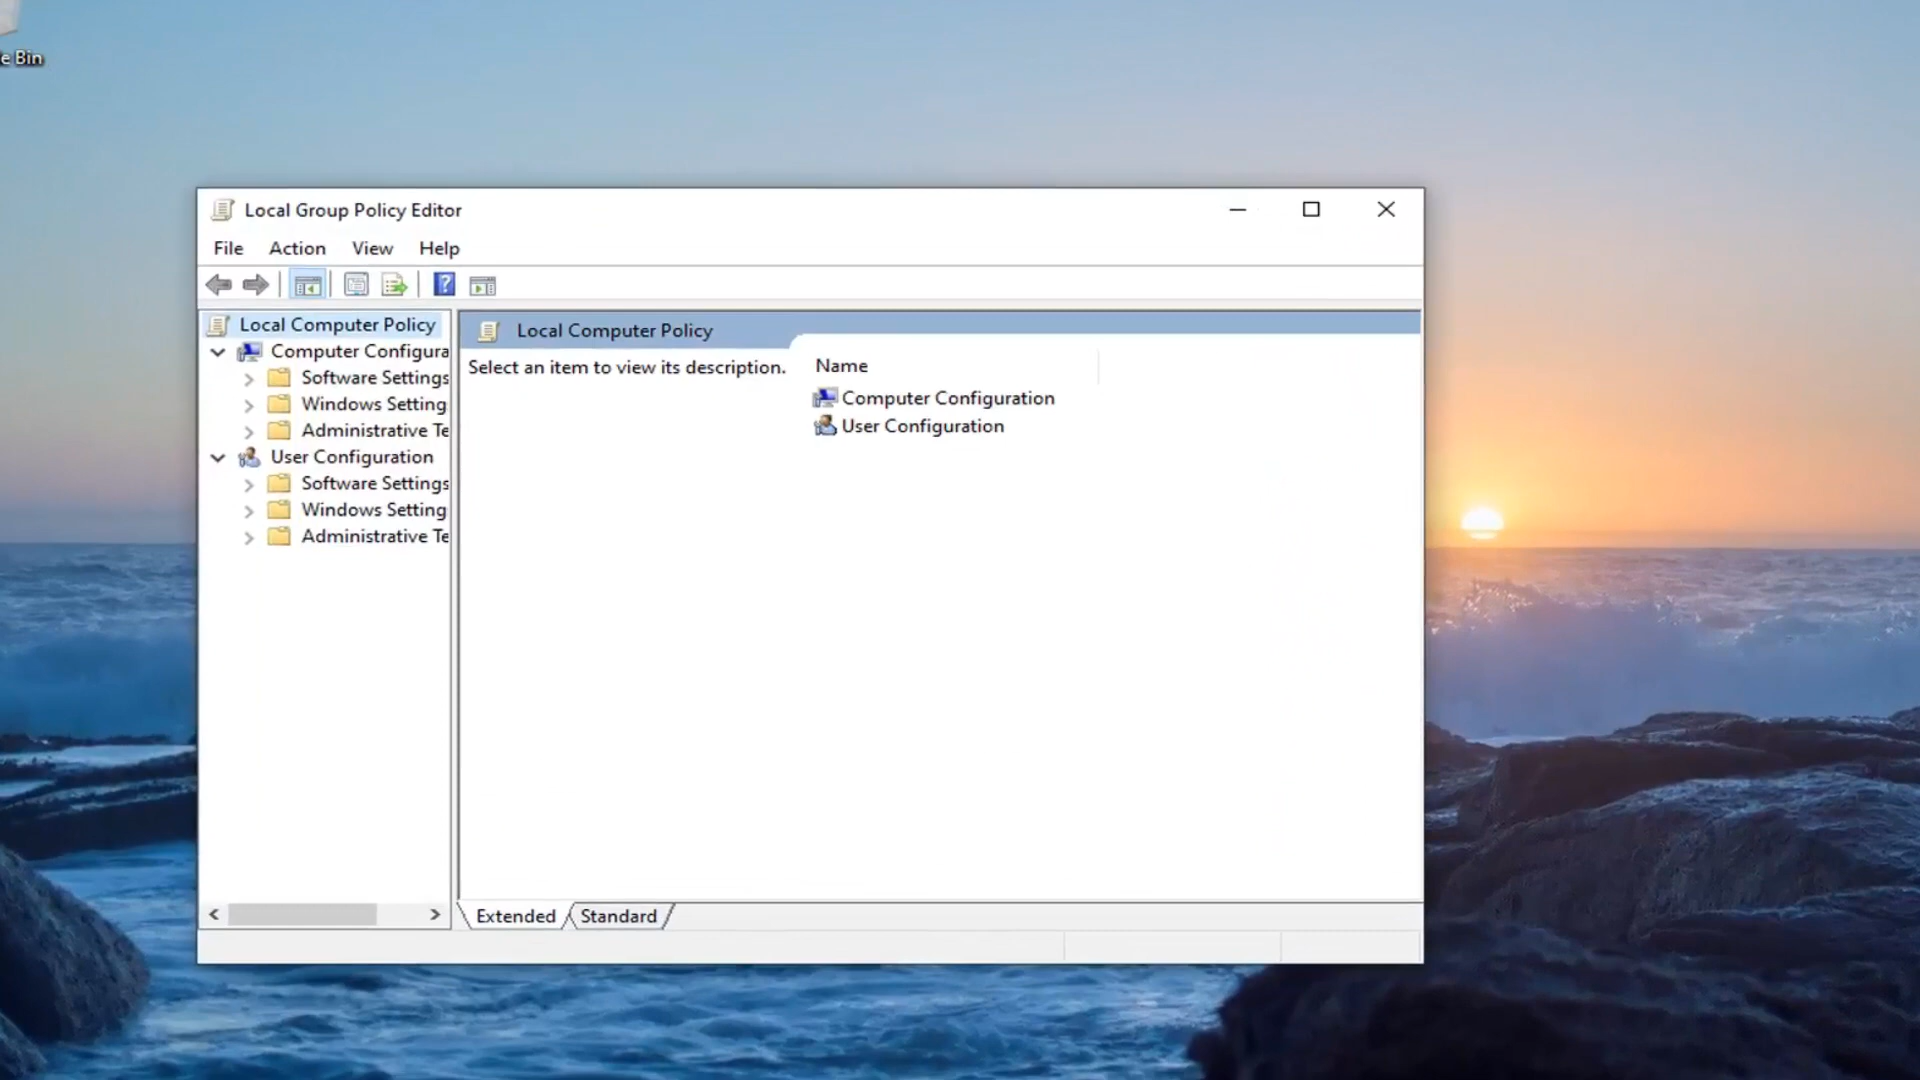 e Bin
Local Group Policy Editor
File Action View Help
Local Computer Policy
Computer Configura
Software Settings
Windows Setting
Administrative Te
User Configuration
Software Settings
Windows Setting
Administrative Te
Local Computer Policy
Select an item to view its description.
Name
Computer Configuration
User Configuration
Extended Standard